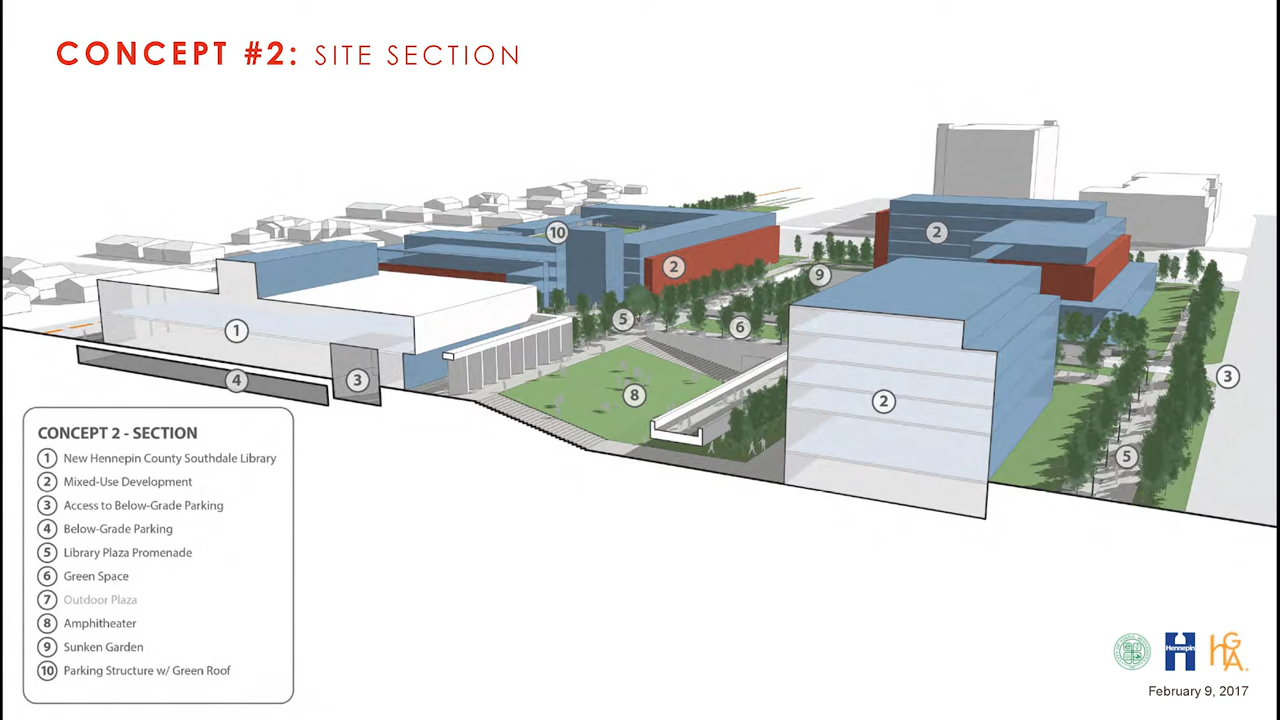 CONCEPT #2: SITE SECTION
10
2
2
9
5
6
1
3
4
8
2
3
5
CONCEPT 2 - SECTION
1 New Hennepin County Southdale Library
2 Mixed-Use Development
3 Access to Below-Grade Parking
4 Below-Grade Parking
5 Library Plaza Promenade
6 Green Space
7 Outdoor Plaza
8 Amphitheater
9 Sunken Garden
10 Parking Structure w/ Green Roof
Hennepin
HGA
February 9, 2017